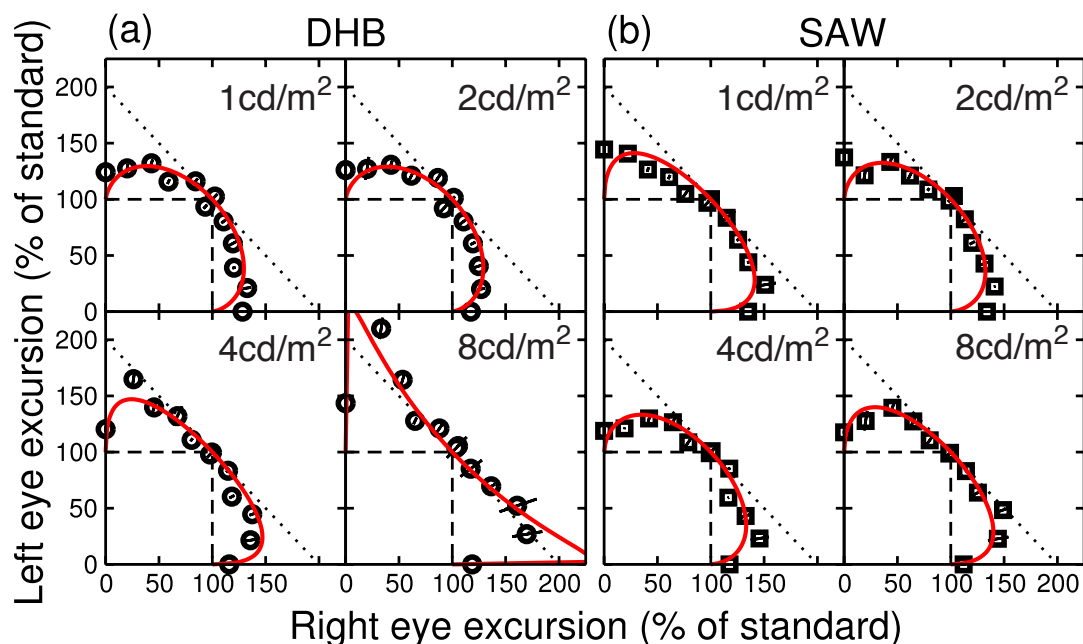 (a) DHB (b) SAW
1cd/m² 2cd/m² 1cd/m² 2cd/m²
200
150
100
50
0
4cd/m² 8cd/m² 4cd/m² 8cd/m²
200
150
100
50
0
0 50 100 150 0 50 100 150 200 0 50 100 150 0 50 100 150 200
Left eye excursion (% of standard)
Right eye excursion (% of standard)